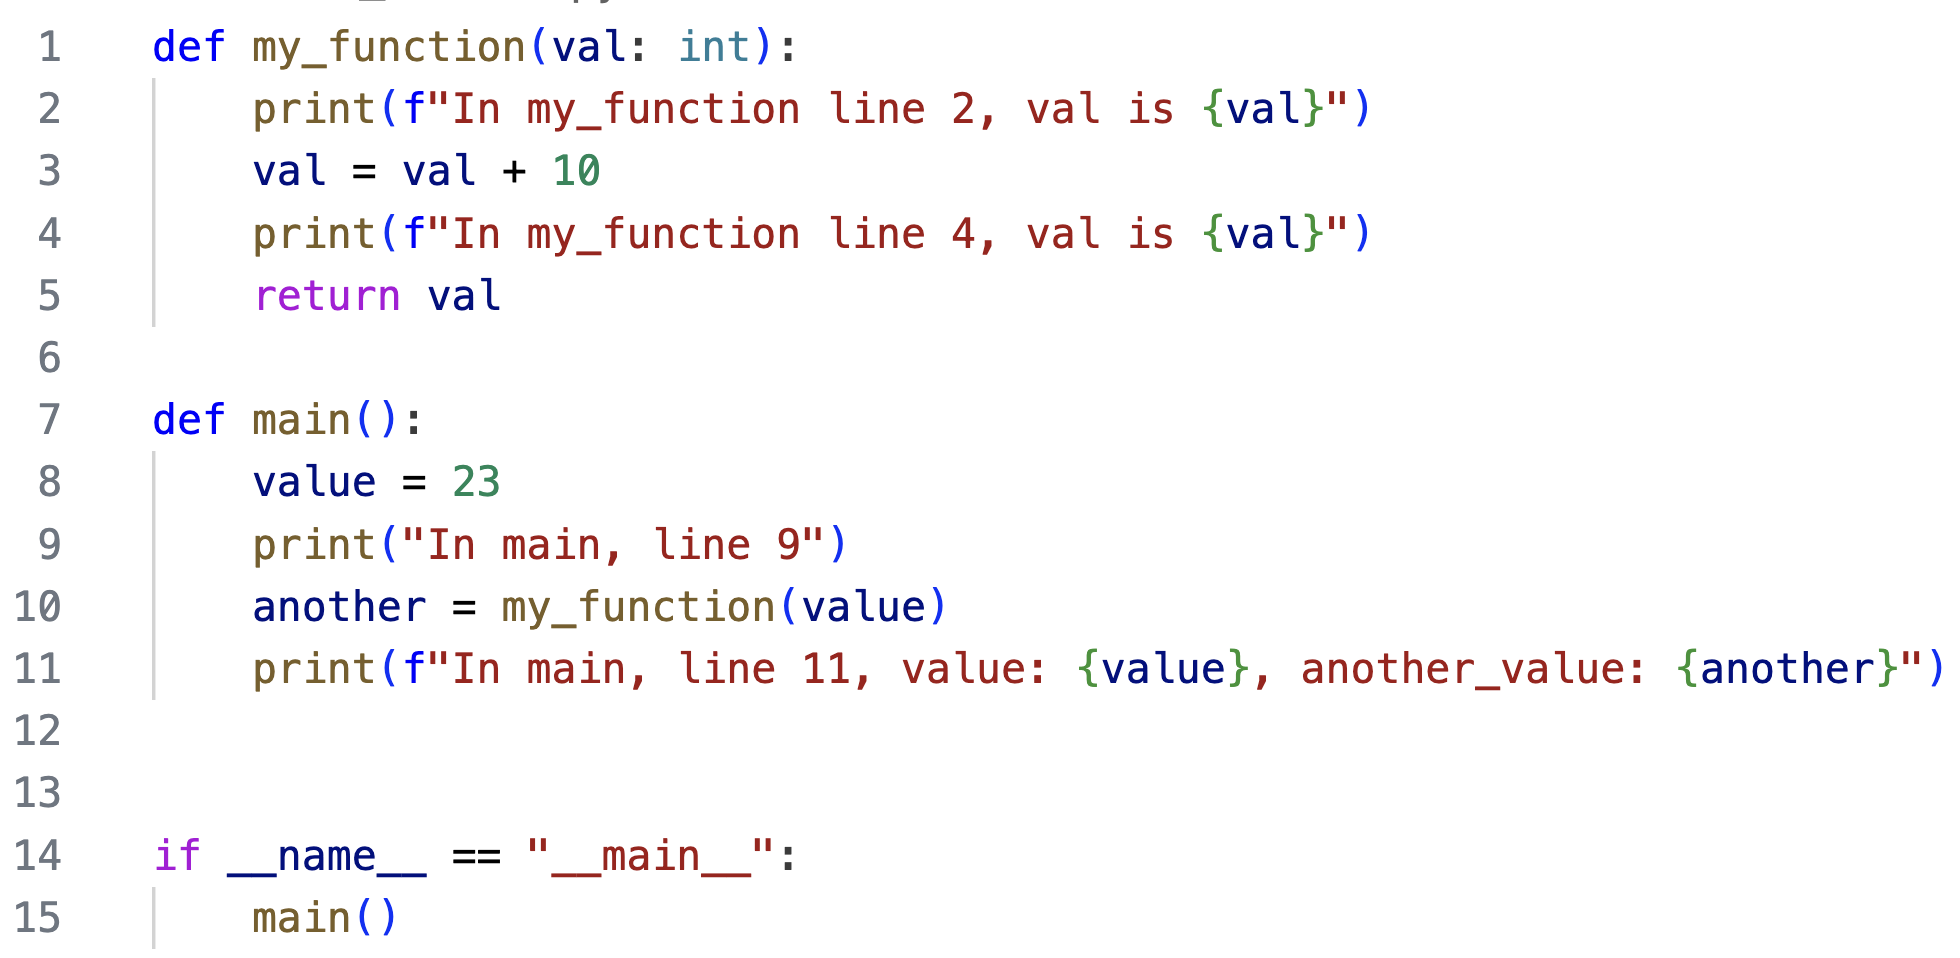 1 def my_function(val: int):
2     print(f"In my_function line 2, val is {val}")
3     val = val + 10
4     print(f"In my_function line 4, val is {val}")
5     return val
6
7 def main():
8     value = 23
9     print("In main, line 9")
10     another = my_function(value)
11     print(f"In main, line 11, value: {value}, another_value: {another}")
12
13
14 if __name__ == "__main__":
15     main()